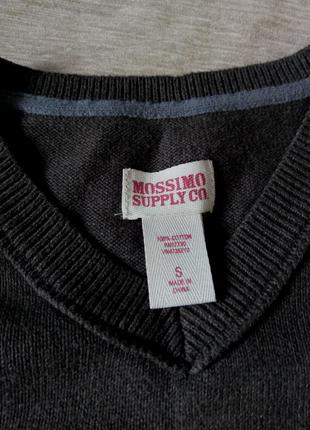 MOSSIMO
SUPPLY CO.
100% COTTON
S
MADE IN
CHINA